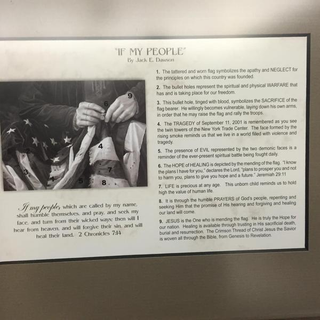 "IF MY PEOPLE"
By Jack E. Dawson
1. The tattered and worn flag symbolizes the apathy and NEGLECT for
the principles on which this country was founded.
2. The bullet holes represent the spiritual and physical WARFARE that
has and is taking place for our freedom.
3. This bullet hole, tinged with blood, symbolizes the SACRIFICE of the
flag bearer. He willingly becomes vulnerable, laying down his own arms,
in order that he may raise the flag and rally the troops.
4. The TRAGEDY of September 11, 2001 is remembered as you see
the twin towers of the New York Trade Center. The face formed by the
rising smoke reminds us that we live in a world filled with violence and
tragedy.
5. The presence of EVIL represented by the two demonic faces is a
reminder of the ever-present spiritual battle being fought daily.
6. The HOPE of HEALING is depicted by the mending of the flag. "I know
the plans I have for you," declares the Lord, "plans to prosper you and not
to harm you, plans to give you hope and a future." Jeremiah 29:11
7. LIFE is precious at any age. This unborn child reminds us to hold
high the value of human life.
8. It is through the humble PRAYERS of God's people, repenting and
seeking Him that the promise of His hearing and forgiving and healing
our land will come.
9. JESUS is the One who is mending the flag. He is truly the Hope for
our nation. Healing is available through trusting in His sacrificial death,
burial and resurrection. The Crimson Thread of Christ Jesus the Savior
is woven all through the Bible, from Genesis to Revelation.
9
4
8
If my people, which are called by my name,
shall humble themselves, and pray, and seek my
face, and turn from their wicked ways; then will I
hear from heaven, and will forgive their sin, and will
heal their land. 2 Chronicles 7:14